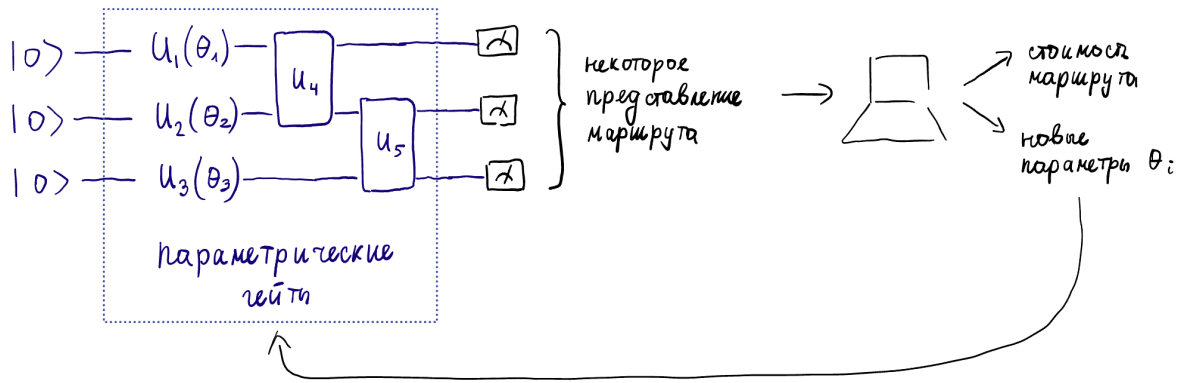 |0⟩ U₁(θ₁)
|0⟩ U₂(θ₂)
|0⟩ U₃(θ₃)
U₄
U₅
параметрические
гейты
некоторое
представление
маршрута
стоимость
маршрута
новые
параметры θᵢ